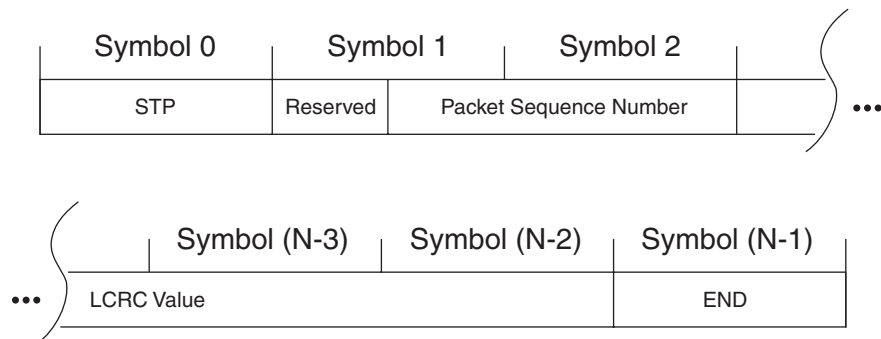 Symbol 0 Symbol 1 Symbol 2
STP Reserved Packet Sequence Number •••
Symbol (N-3) Symbol (N-2) Symbol (N-1)
••• LCRC Value END